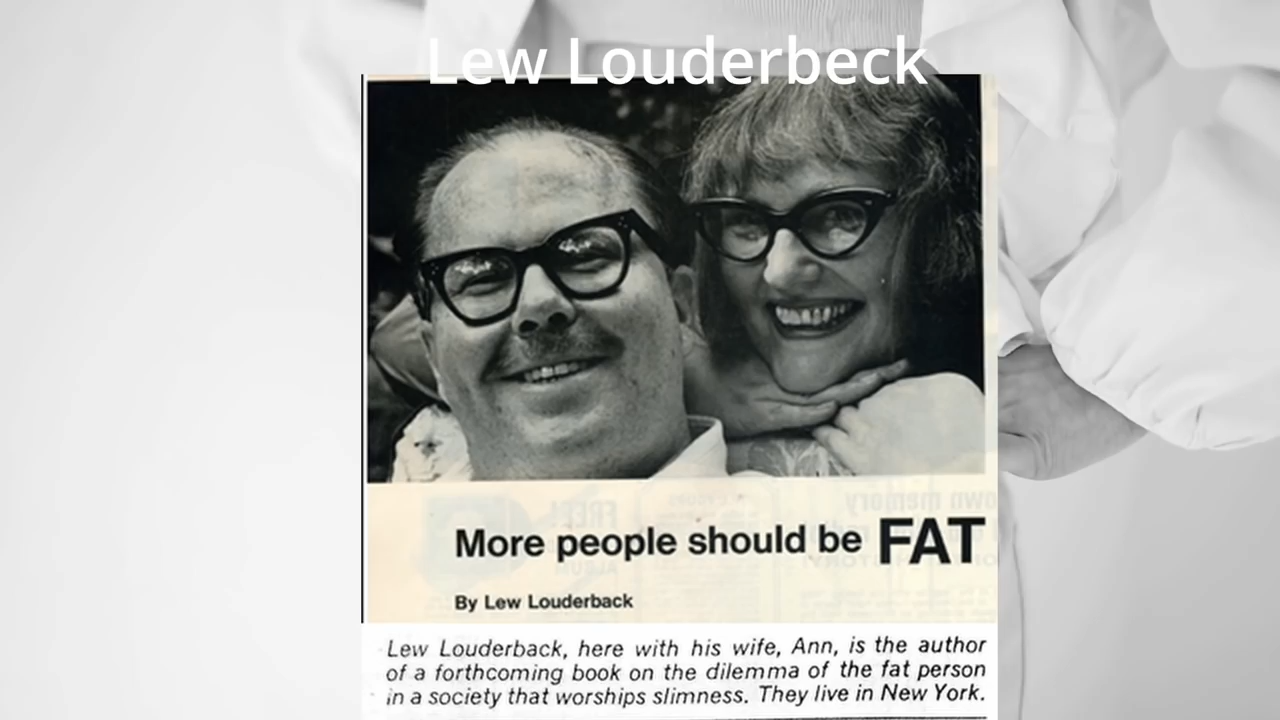 Lew Louderbeck
More people should be FAT
By Lew Louderback
Lew Louderback, here with his wife, Ann, is the author
of a forthcoming book on the dilemma of the fat person
in a society that worships slimness. They live in New York.